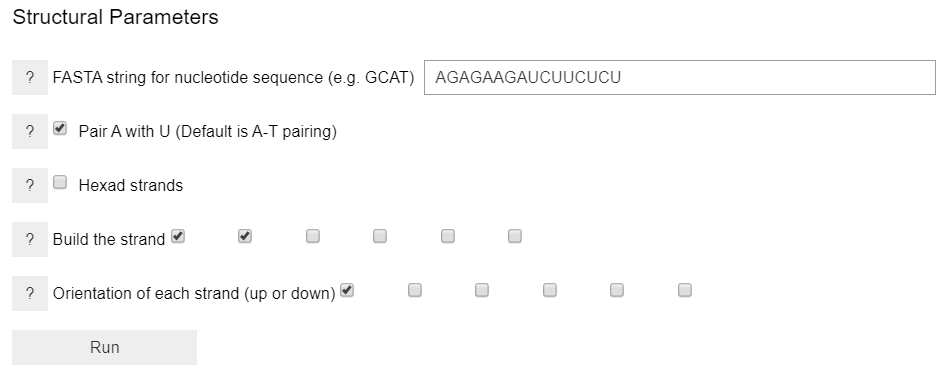 Structural Parameters
? FASTA string for nucleotide sequence (e.g. GCAT) AGAGAAGAUCUUCUCU
? Pair A with U (Default is A-T pairing)
? Hexad strands
? Build the strand
? Orientation of each strand (up or down)
Run